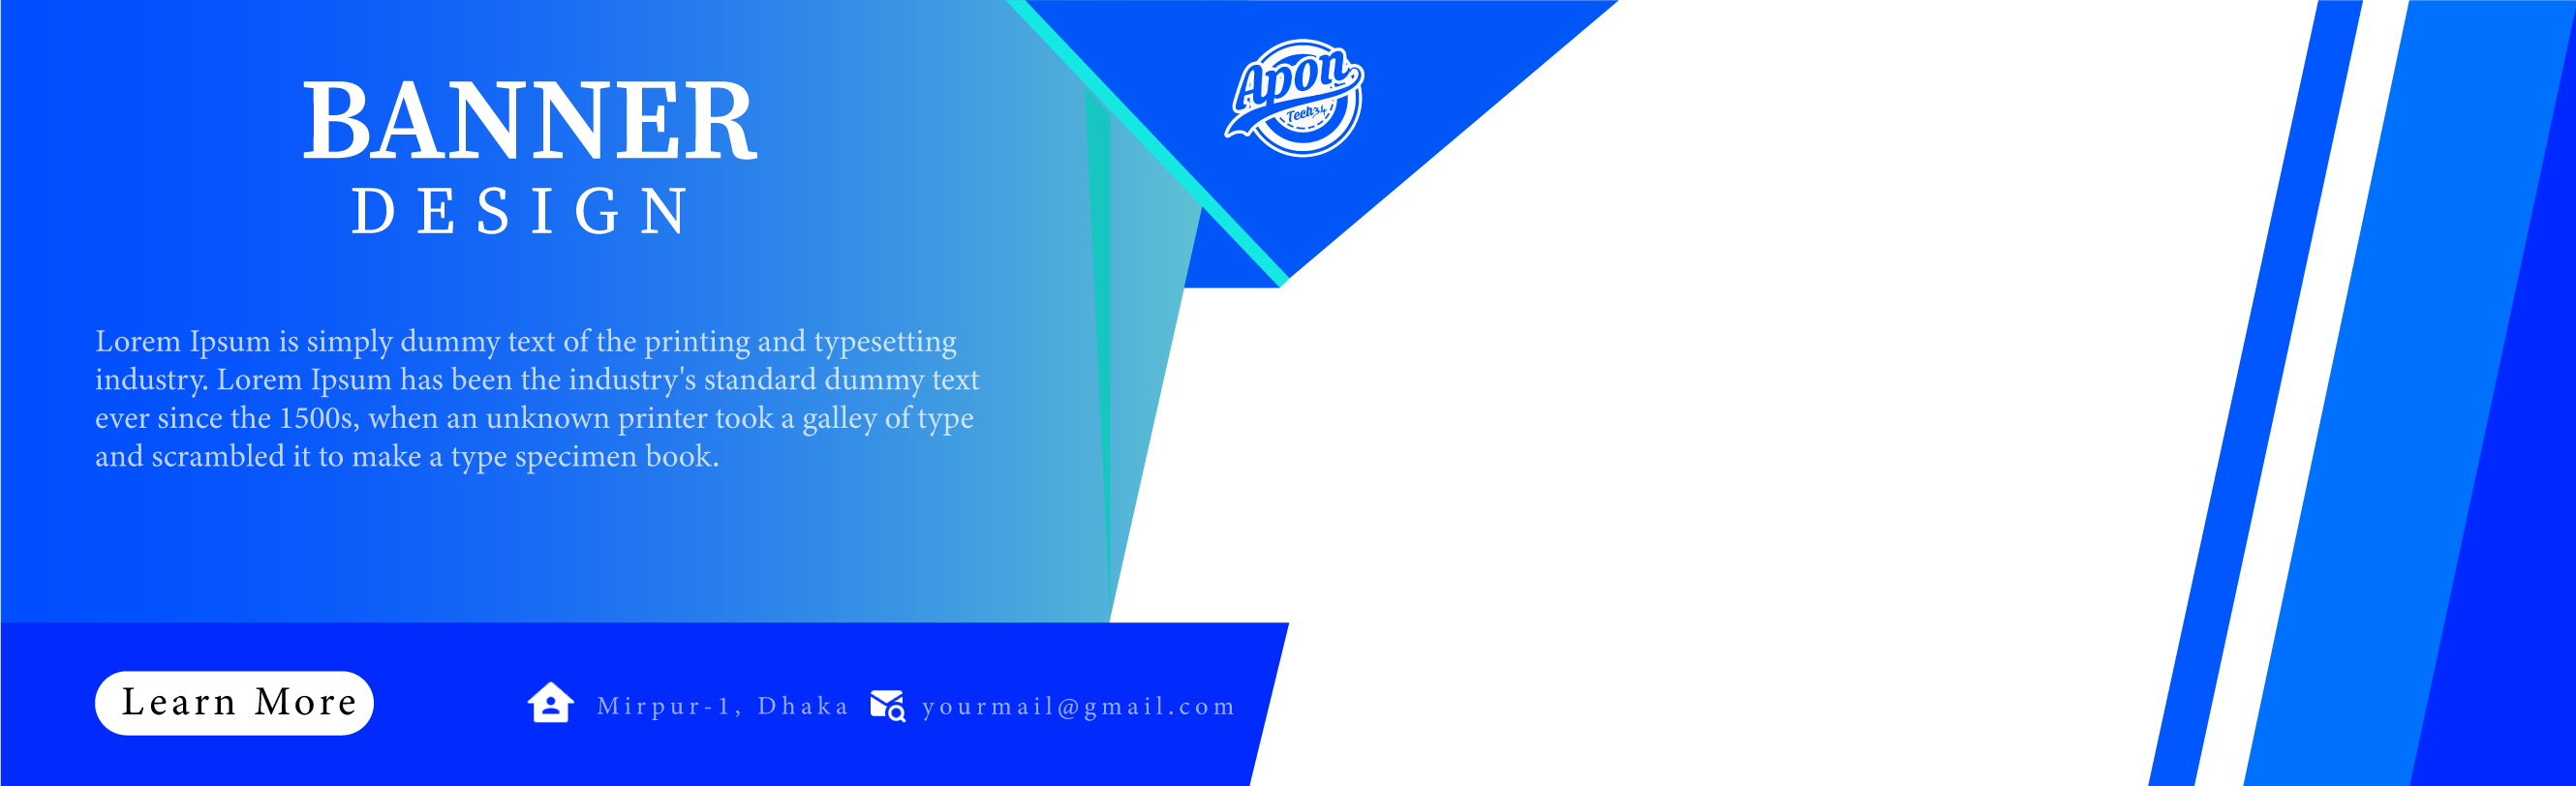 BANNER
DESIGN
Apon
Tech34
Lorem Ipsum is simply dummy text of the printing and typesetting
industry. Lorem Ipsum has been the industry's standard dummy text
ever since the 1500s, when an unknown printer took a galley of type
and scrambled it to make a type specimen book.
Learn More
Mirpur-1, Dhaka
yourmail@gmail.com